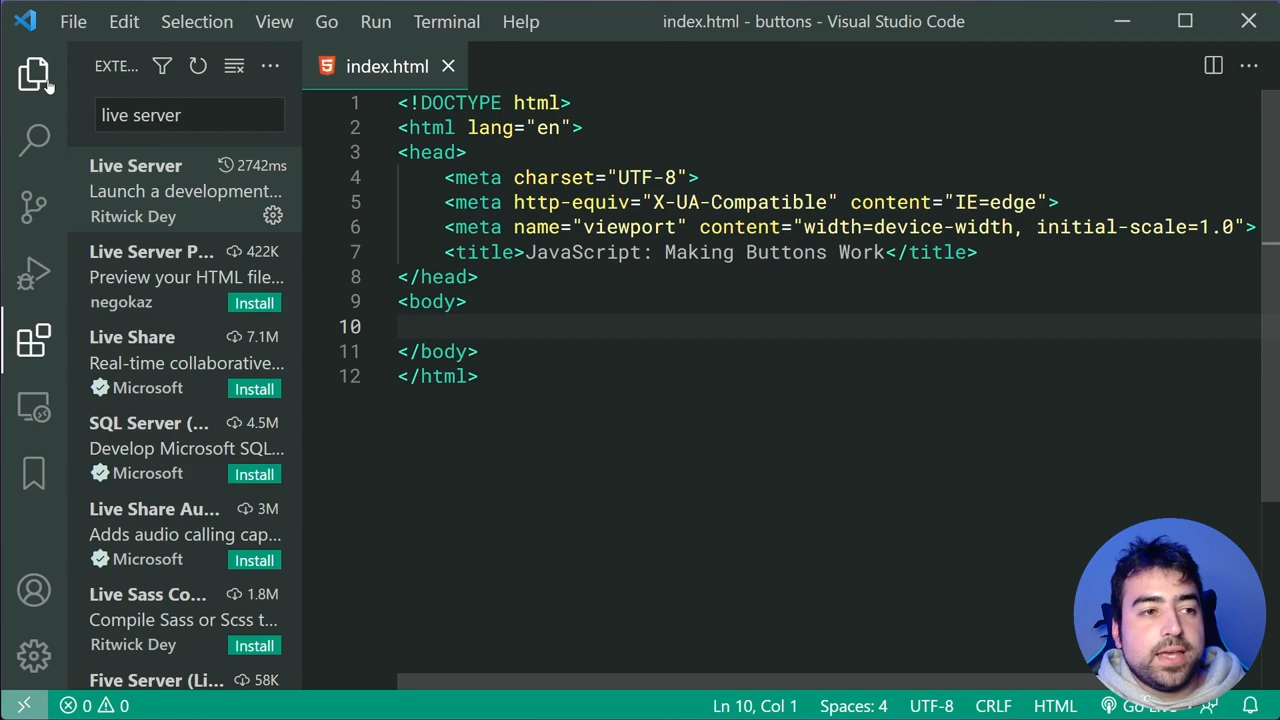 File Edit Selection View Go Run Terminal Help
index.html - buttons - Visual Studio Code
EXTE...
live server
Live Server 2742ms
Launch a development...
Ritwick Dey
Live Server P... 422K
Preview your HTML file...
negokaz Install
Live Share 7.1M
Real-time collaborative...
Microsoft Install
SQL Server (... 4.5M
Develop Microsoft SQL...
Microsoft Install
Live Share Au... 3M
Adds audio calling cap...
Microsoft Install
Live Sass Co... 1.8M
Compile Sass or Scss t...
Ritwick Dey Install
Five Server (Li... 58K
index.html
1 <!DOCTYPE html>
2 <html lang="en">
3 <head>
4 <meta charset="UTF-8">
5 <meta http-equiv="X-UA-Compatible" content="IE=edge">
6 <meta name="viewport" content="width=device-width, initial-scale=1.0">
7 <title>JavaScript: Making Buttons Work</title>
8 </head>
9 <body>
10
11 </body>
12 </html>
0 0 Ln 10, Col 1 Spaces: 4 UTF-8 CRLF HTML Go